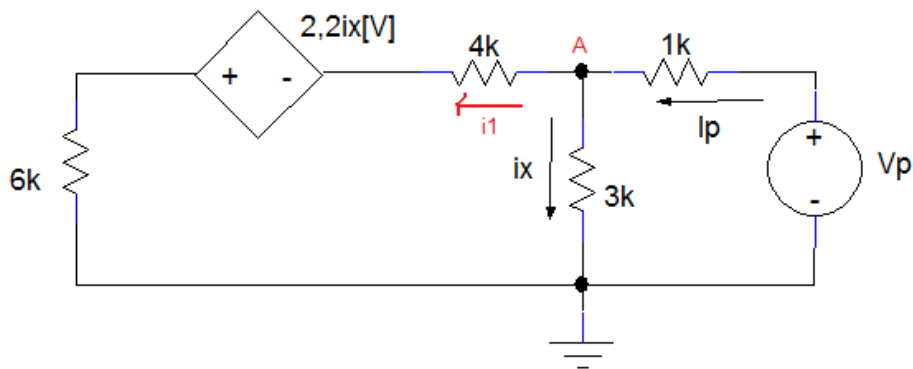 2,2ix[V]
4k
A
1k
+ -
i1
Ip
+
Vp
-
6k
ix
3k